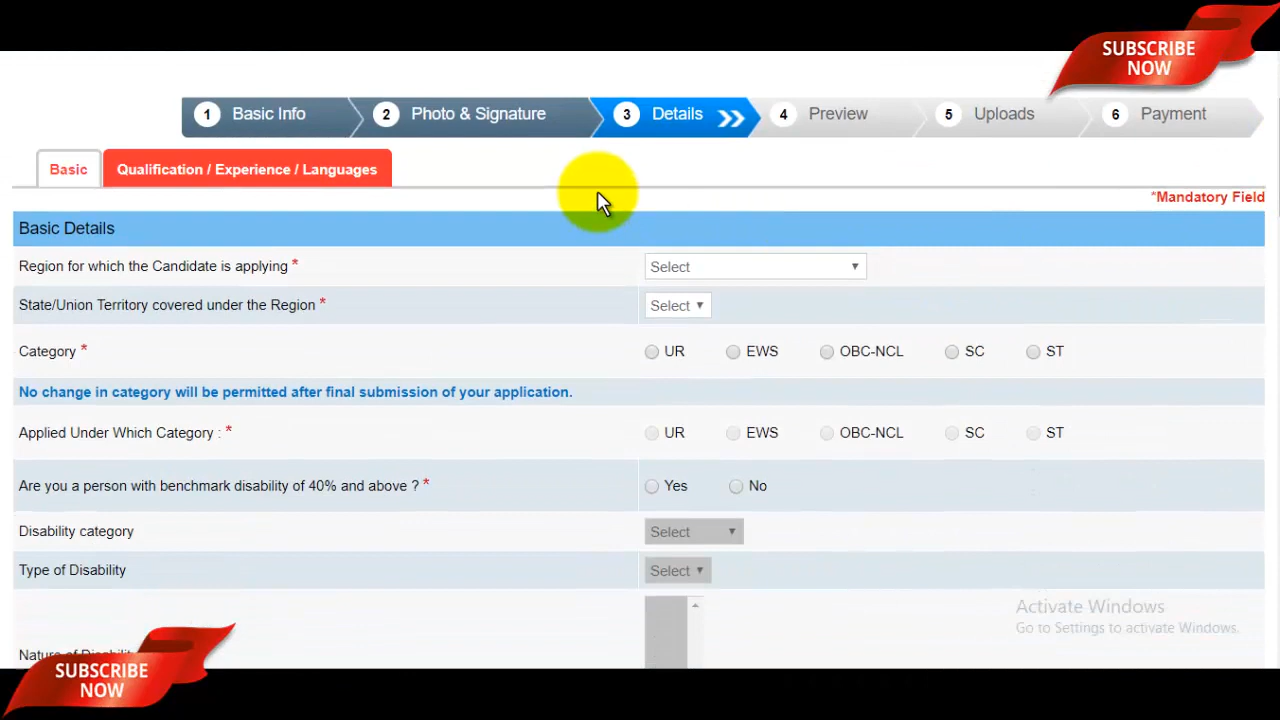 SUBSCRIBE
NOW
1 Basic Info 2 Photo & Signature 3 Details 4 Preview 5 Uploads 6 Payment
Basic Qualification / Experience / Languages
*Mandatory Field
Basic Details
Region for which the Candidate is applying * Select
State/Union Territory covered under the Region * Select
Category * UR EWS OBC-NCL SC ST
No change in category will be permitted after final submission of your application.
Applied Under Which Category : * UR EWS OBC-NCL SC ST
Are you a person with benchmark disability of 40% and above ? * Yes No
Disability category Select
Type of Disability Select
Activate Windows
Go to Settings to activate Windows.
Nature of Disabilit
SUBSCRIBE
NOW